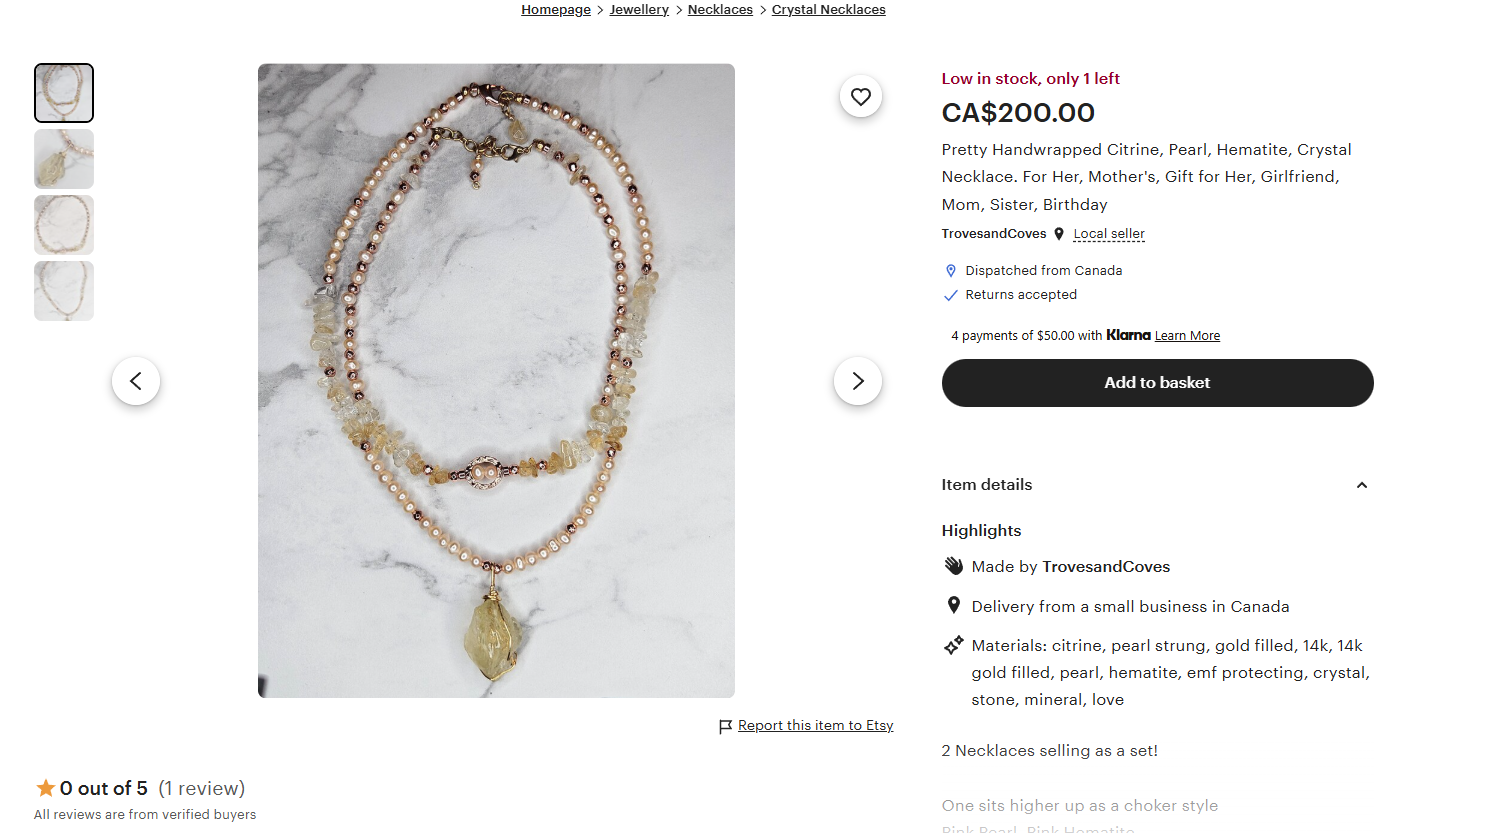 Homepage > Jewellery > Necklaces > Crystal Necklaces
Low in stock, only 1 left
CA$200.00
Pretty Handwrapped Citrine, Pearl, Hematite, Crystal
Necklace. For Her, Mother's, Gift for Her, Girlfriend,
Mom, Sister, Birthday
TrovesandCoves Local seller
Dispatched from Canada
Returns accepted
4 payments of $50.00 with Klarna Learn More
Add to basket
Item details
Highlights
Made by TrovesandCoves
Delivery from a small business in Canada
Materials: citrine, pearl strung, gold filled, 14k, 14k
gold filled, pearl, hematite, emf protecting, crystal,
stone, mineral, love
2 Necklaces selling as a set!
One sits higher up as a choker style
Pink Pearl, Pink Hematite
Report this item to Etsy
0 out of 5 (1 review)
All reviews are from verified buyers